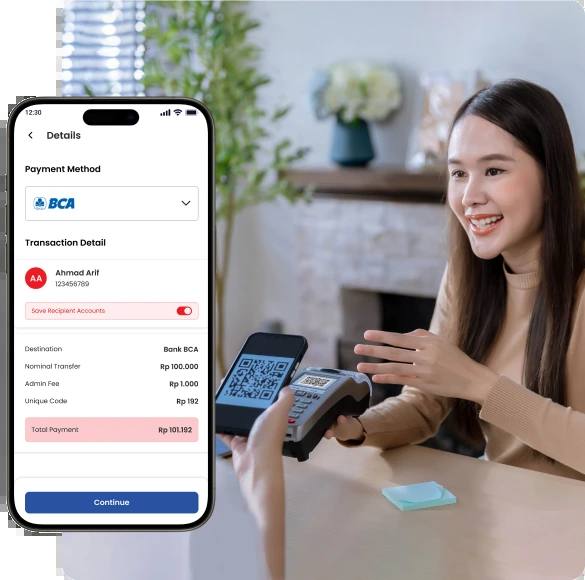 12:30
Details
Payment Method
BCA
Transaction Detail
AA
Ahmad Arif
123456789
Save Recipient Accounts
Destination Bank BCA
Nominal Transfer Rp 100.000
Admin Fee Rp 1.000
Unique Code Rp 192
Total Payment Rp 101.192
Continue